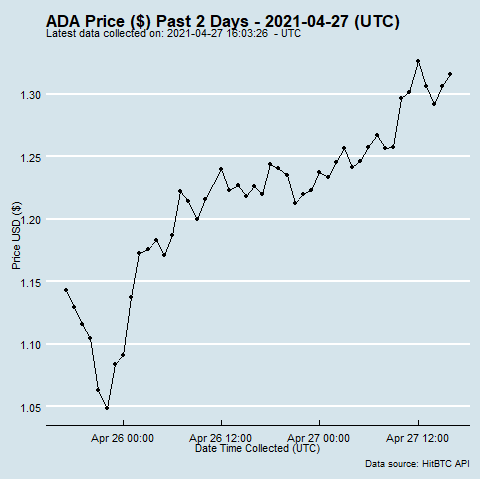 ADA Price ($) Past 2 Days - 2021-04-27 (UTC)
Latest data collected on: 2021-04-27 16:03:26 - UTC
1.30
1.25
1.20
1.15
1.10
1.05
Price USD ($)
Apr 26 00:00 Apr 26 12:00 Apr 27 00:00 Apr 27 12:00
Date Time Collected (UTC)
Data source: HitBTC API